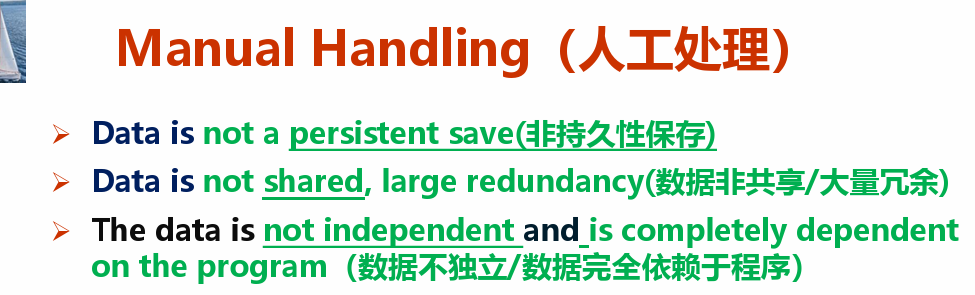 Manual Handling（人工处理）
Data is not a persistent save(非持久性保存)
Data is not shared, large redundancy(数据非共享/大量冗余)
The data is not independent and is completely dependent
on the program（数据不独立/数据完全依赖于程序）